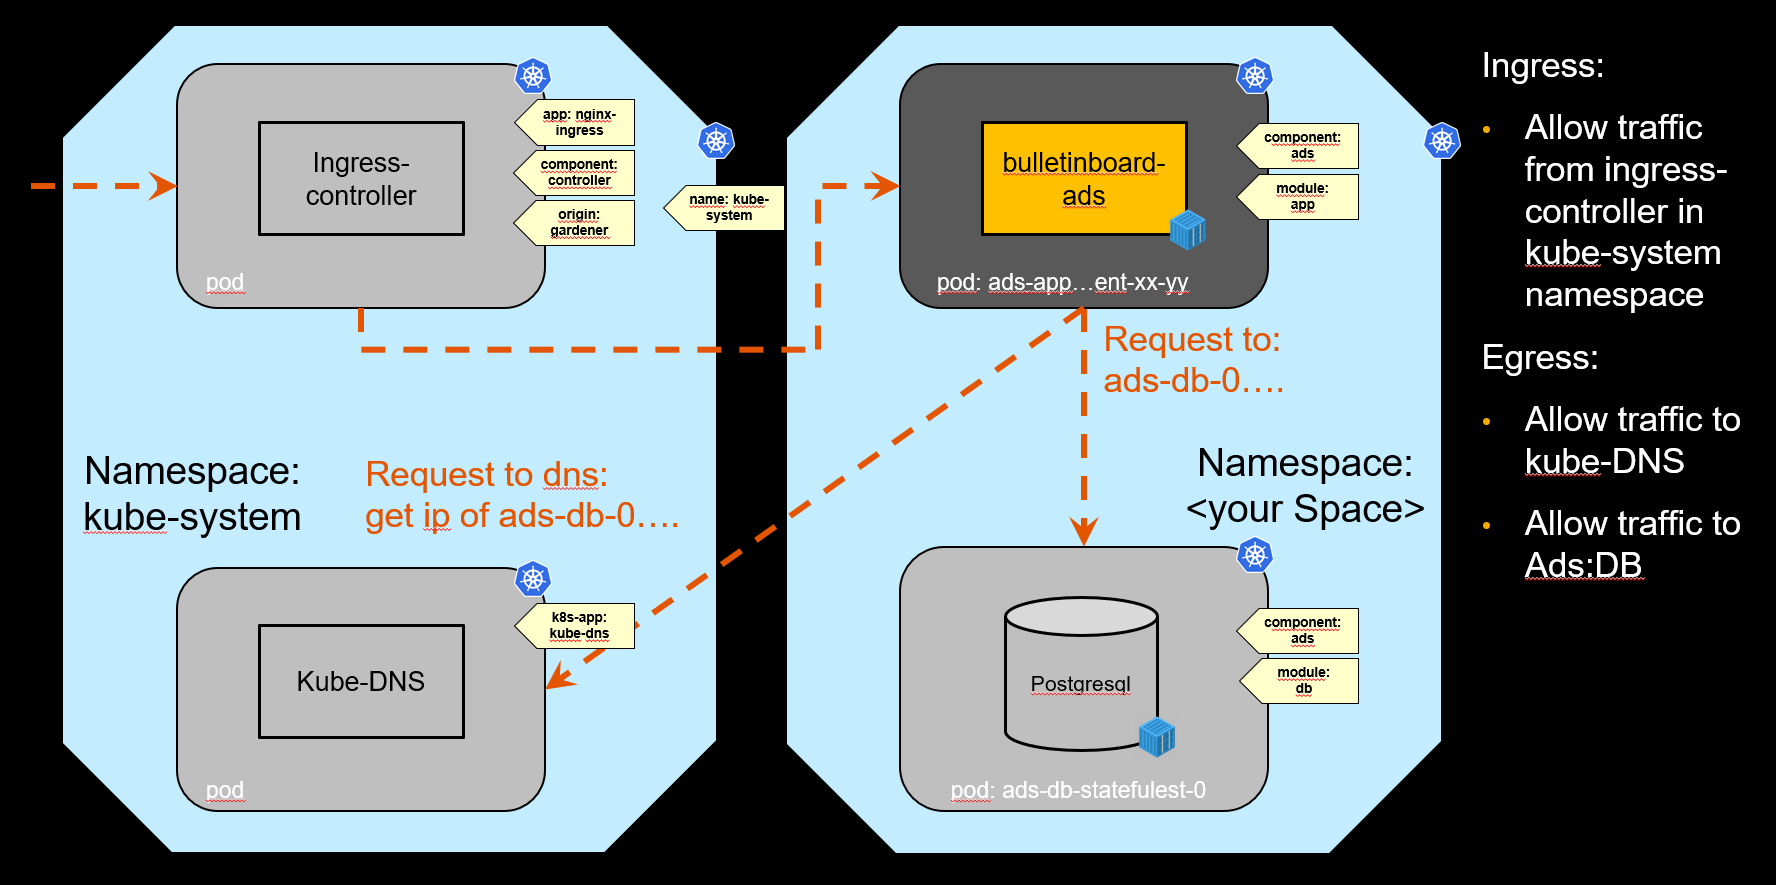 Ingress-
controller
pod
app: nginx-
ingress
component:
controller
origin:
gardener
name: kube-
system
Namespace:
kube-system
Request to dns:
get ip of ads-db-0....
k8s-app:
kube-dns
Kube-DNS
pod
bulletinboard-
ads
pod: ads-app...ent-xx-yy
component:
ads
module:
app
Request to:
ads-db-0....
Namespace:
<your Space>
Postgresql
pod: ads-db-statefulest-0
component:
ads
module:
db
Ingress:
• Allow traffic
from ingress-
controller in
kube-system
namespace
Egress:
• Allow traffic to
kube-DNS
• Allow traffic to
Ads:DB